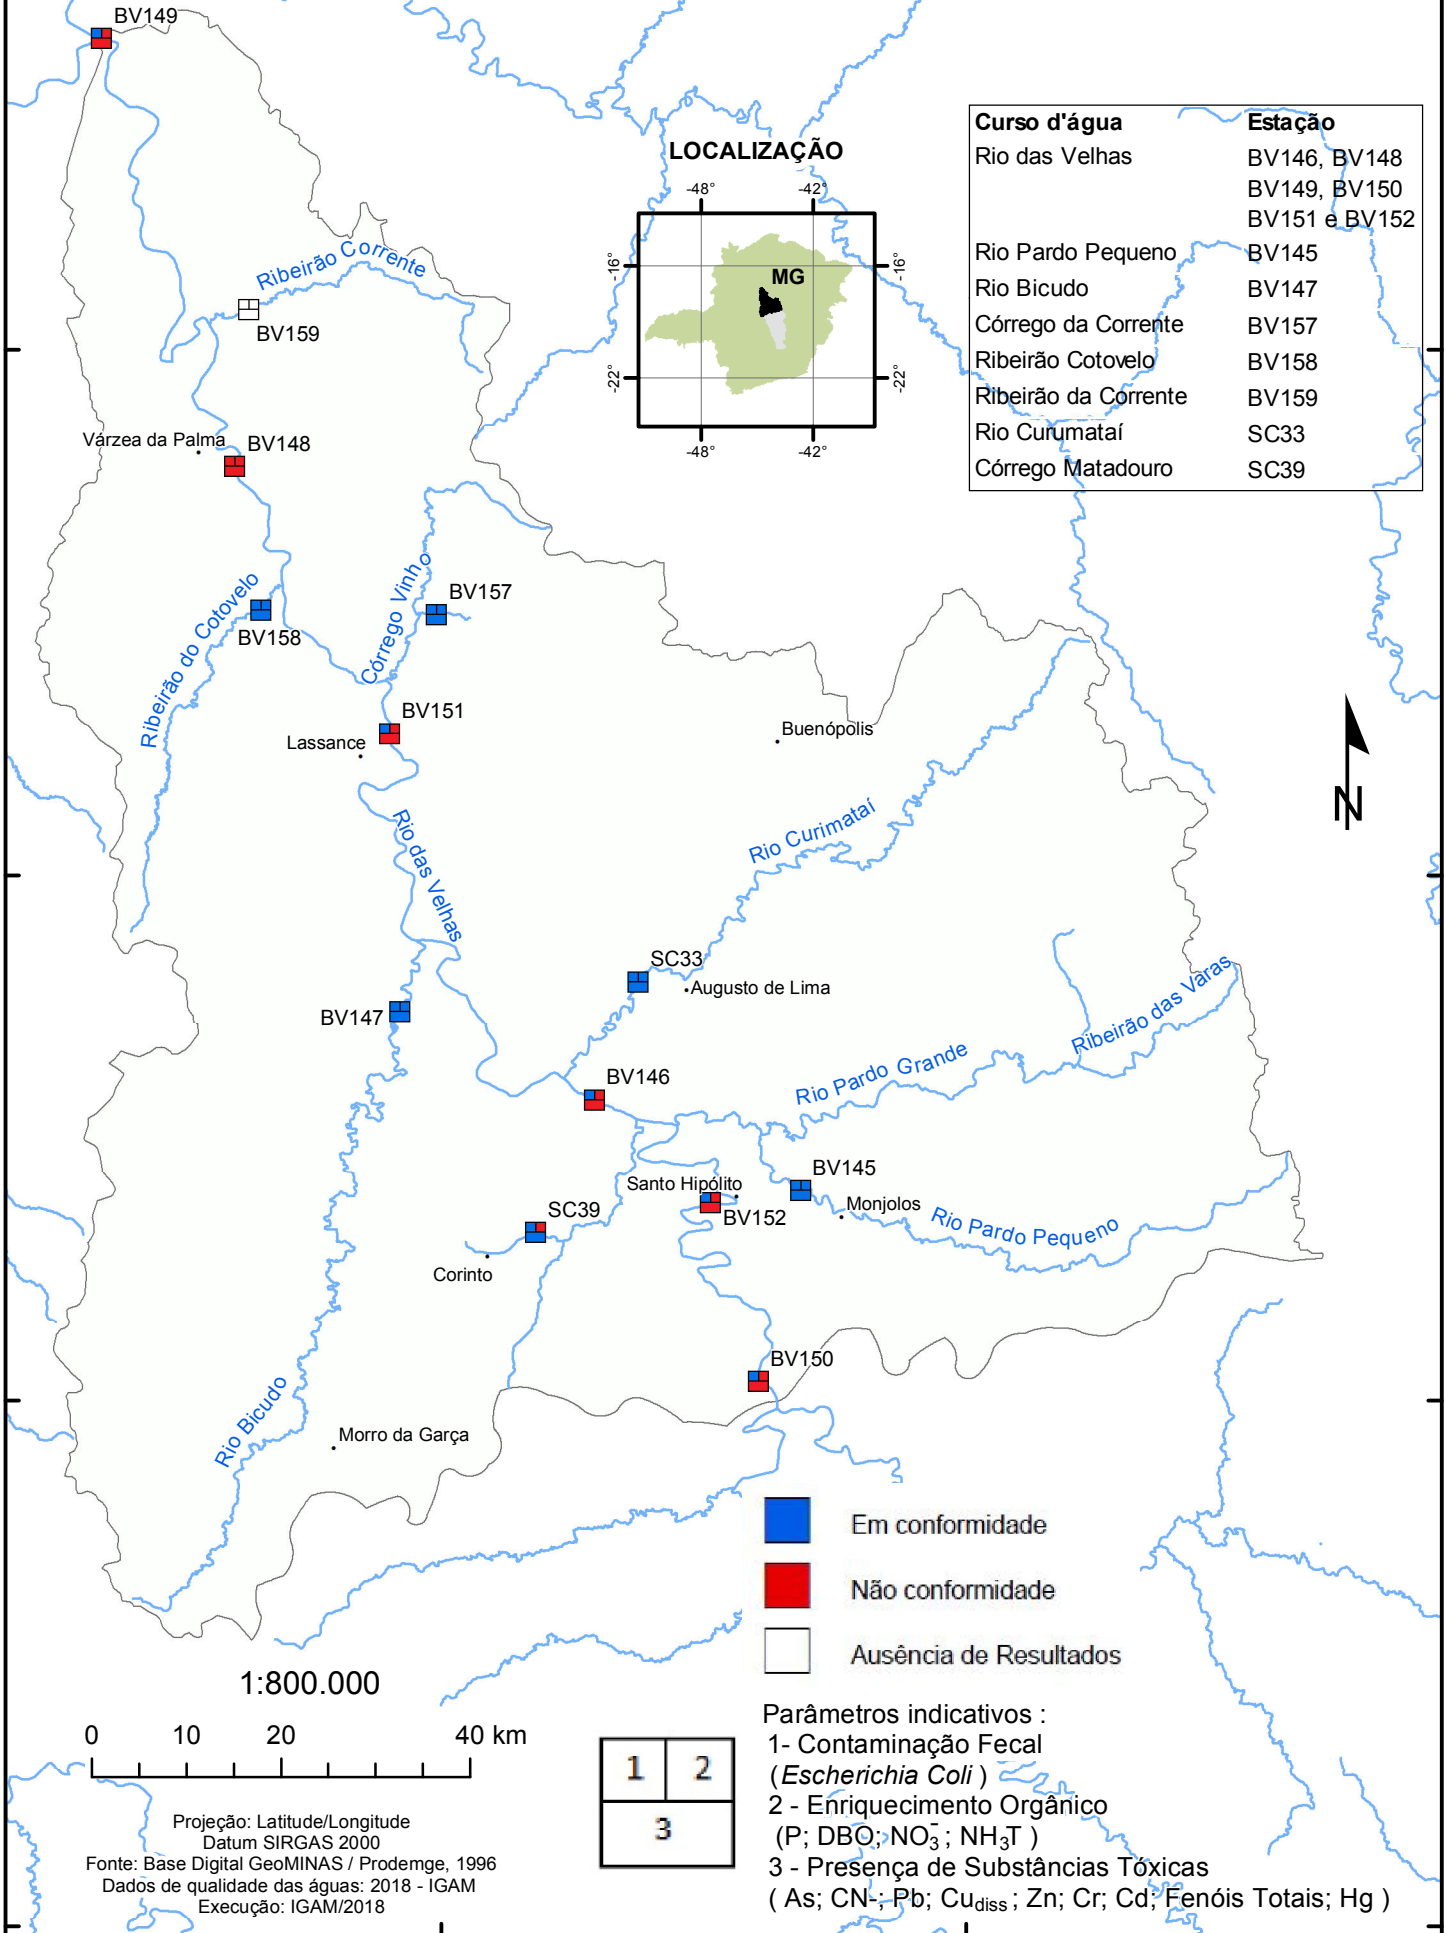 BV149
Curso d'água Estação
Rio das Velhas BV146, BV148
BV149, BV150
BV151 e BV152
Rio Pardo Pequeno BV145
Rio Bicudo BV147
Córrego da Corrente BV157
Ribeirão Cotovelo BV158
Ribeirão da Corrente BV159
Rio Curumataí SC33
Córrego Matadouro SC39
LOCALIZAÇÃO
-48° -42°
-16° -16°
MG
-22° -22°
-48° -42°
Ribeirão Corrente
BV159
Várzea da Palma
BV148
Ribeirão do Cotovelo
BV158
Córrego Vinho
BV157
BV151
Lassance
Buenópolis
N
Rio das Velhas
Rio Curimataí
SC33
Augusto de Lima
BV147
Ribeirão das Varas
Rio Pardo Grande
BV146
BV145
Santo Hipólito
BV152
Monjolos
Rio Pardo Pequeno
SC39
Corinto
BV150
Rio Bicudo
Morro da Garça
Em conformidade
Não conformidade
Ausência de Resultados
1:800.000
0 10 20 40 km
Projeção: Latitude/Longitude
Datum SIRGAS 2000
Fonte: Base Digital GeoMINAS / Prodemge, 1996
Dados de qualidade das águas: 2018 - IGAM
Execução: IGAM/2018
1 2
3
Parâmetros indicativos :
1- Contaminação Fecal
(Escherichia Coli )
2 - Enriquecimento Orgânico
(P; DBO; NO₃⁻; NH₃T )
3 - Presença de Substâncias Tóxicas
( As; CN-; Pb; Cu diss ; Zn; Cr; Cd; Fenóis Totais; Hg )